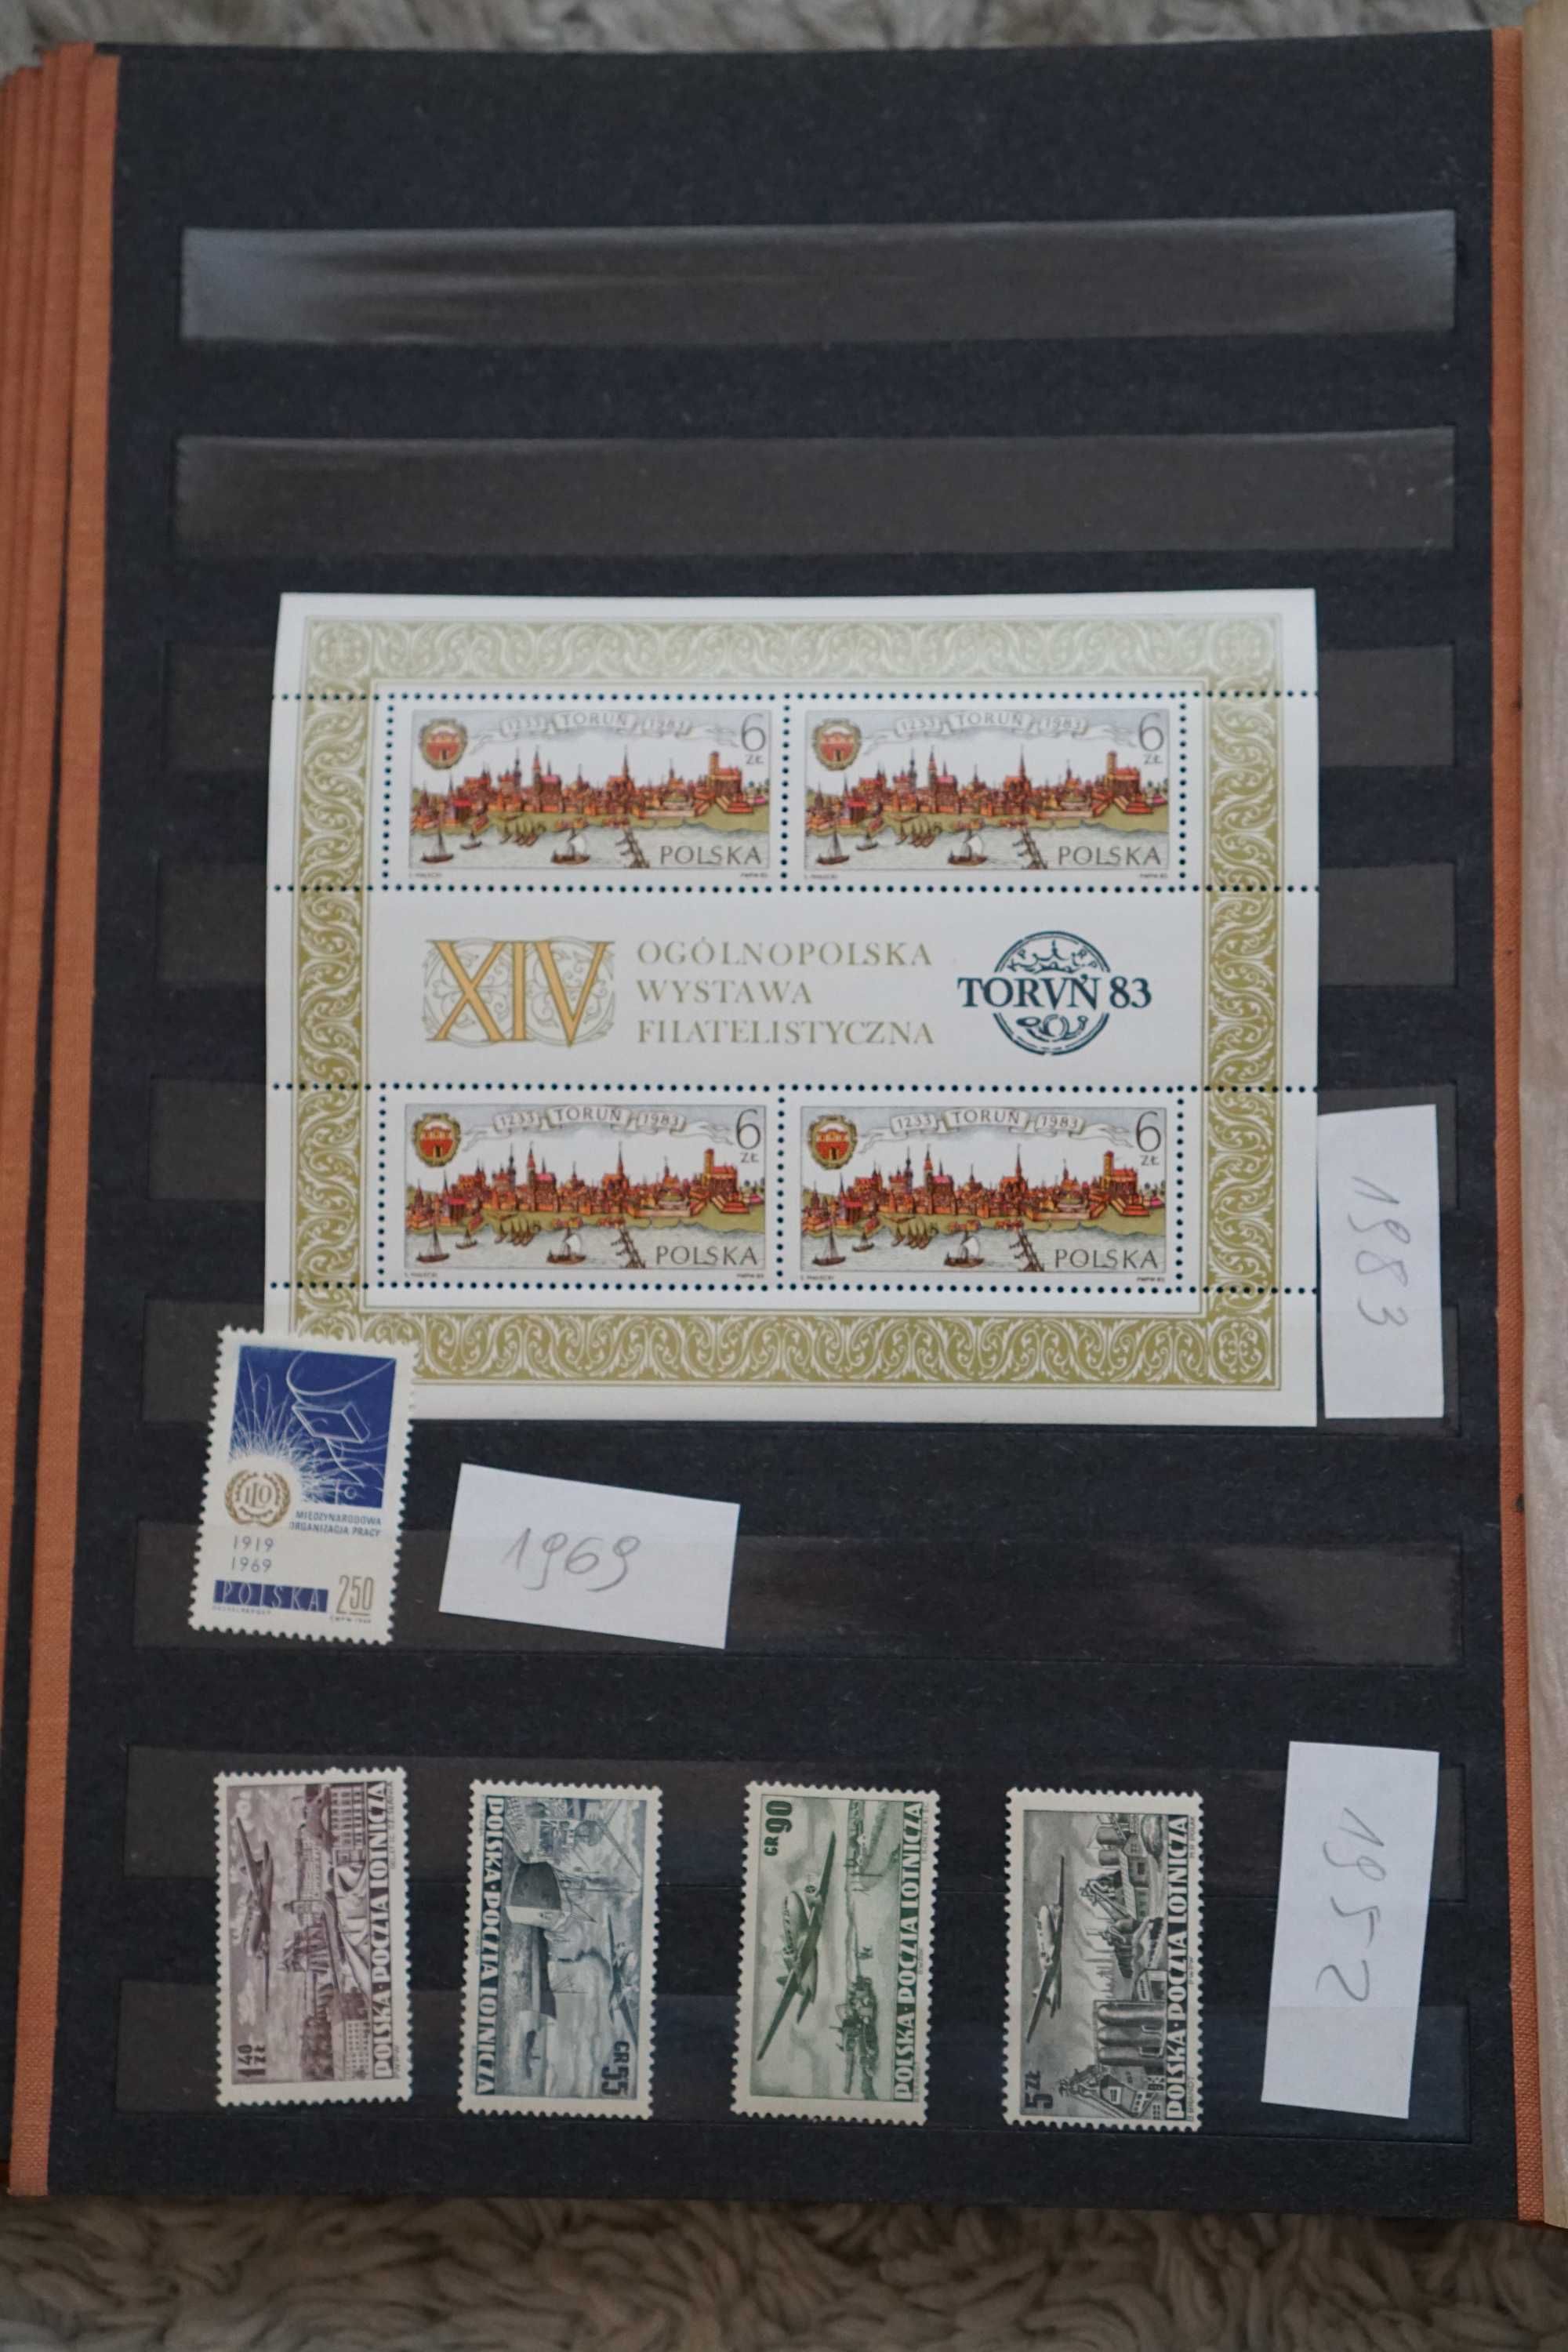 1233 TORUŃ 1983
6
ZŁ
POLSKA
1233 TORUŃ 1983
6
ZŁ
POLSKA
XIV
OGÓLNOPOLSKA
WYSTAWA
FILATELISTYCZNA
TORVŃ 83
1233 TORUŃ 1983
6
ZŁ
POLSKA
1233 TORUŃ 1983
6
ZŁ
POLSKA
1983
ILO
MIĘDZYNARODOWA
ORGANIZACJA PRACY
1919
1969
POLSKA
250
1969
1 40 ZŁ
POLSKA·POCZTA LOTNICZA
POLSKA·POCZTA LOTNICZA
GR 55
GR 90
POLSKA·POCZTA LOTNICZA
5 ZŁ
POLSKA·POCZTA LOTNICZA
1952